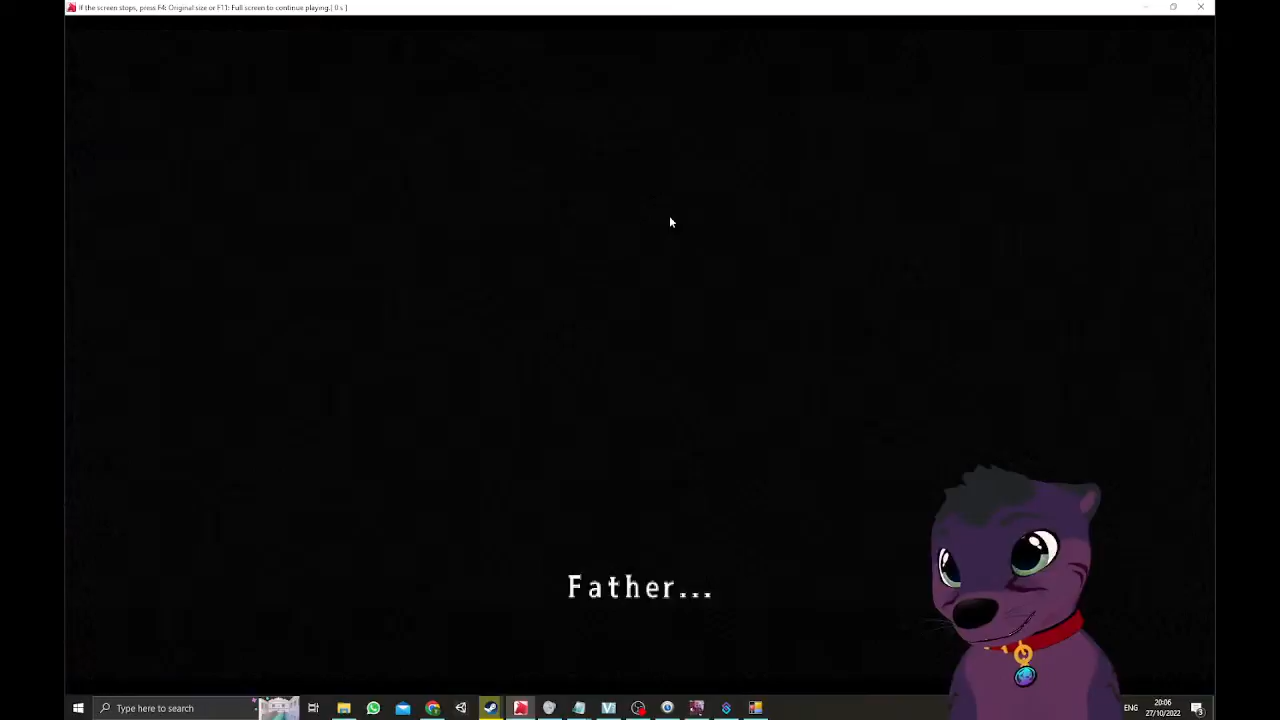 If the screen stops, press F4: Original size or F11: Full screen to continue playing.[ 0 s ]
Father...
Type here to search
ENG
20:06
27/10/2022